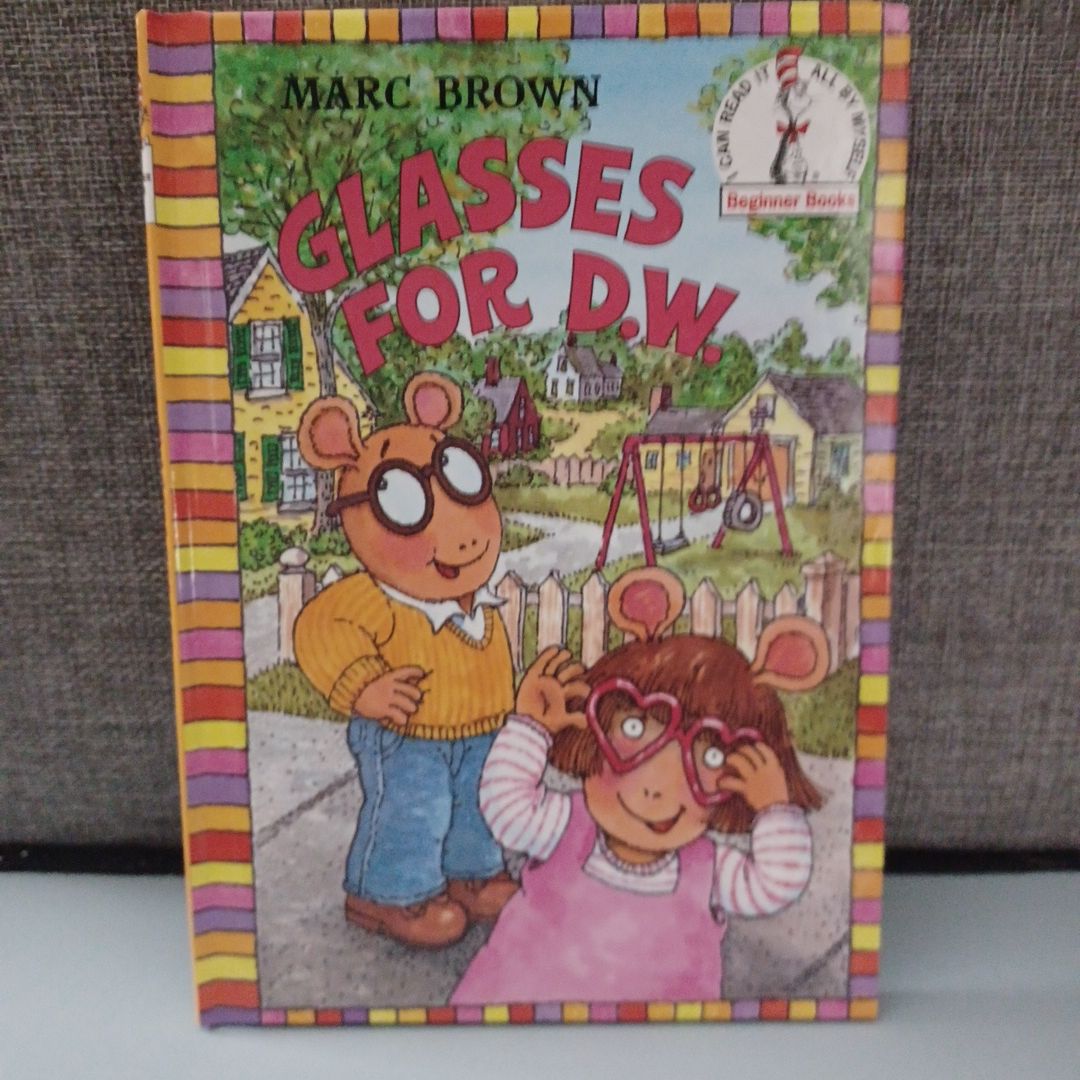 MARC BROWN
GLASSES
FOR D.W.
I CAN READ IT ALL BY MYSELF
Beginner Books